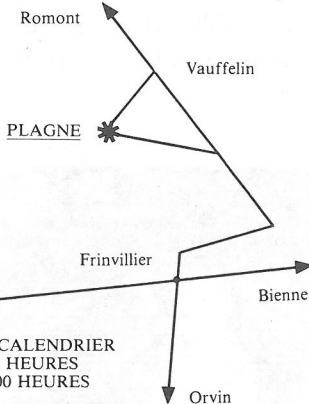 Romont
Vauffelin
PLAGNE
Frinvillier
Bienne
CALENDRIER
HEURES
00 HEURES
Orvin